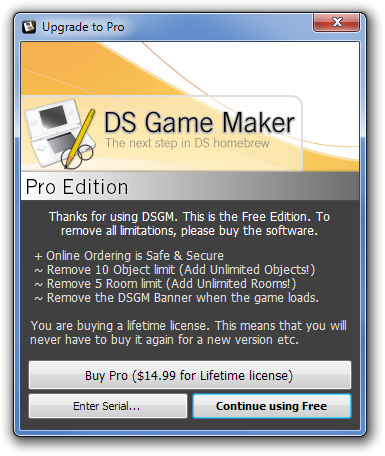 Upgrade to Pro
DS Game Maker
The next step in DS homebrew
Pro Edition
Thanks for using DSGM. This is the Free Edition. To
remove all limitations, please buy the software.
+ Online Ordering is Safe & Secure
~ Remove 10 Object limit (Add Unlimited Objects!)
~ Remove 5 Room limit (Add Unlimited Rooms!)
~ Remove the DSGM Banner when the game loads.
You are buying a lifetime license. This means that you will
never have to buy it again for a new version etc.
Buy Pro ($14.99 for Lifetime license)
Enter Serial...
Continue using Free